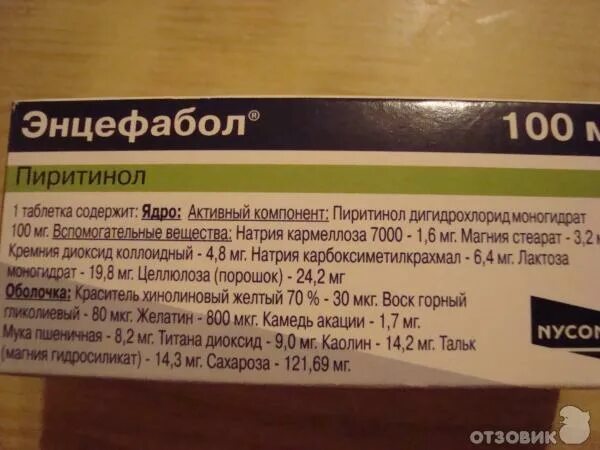 Энцефабол® 100 м
Пиритинол
1 таблетка содержит: Ядро: Активный компонент: Пиритинол дигидрохлорид моногидрат
100 мг. Вспомогательные вещества: Натрия кармеллоза 7000 - 1,6 мг. Магния стеарат - 3,2 м
Кремния диоксид коллоидный - 4,8 мг. Натрия карбоксиметилкрахмал - 6,4 мг. Лактоза
моногидрат - 19,8 мг. Целлюлоза (порошок) - 24,2 мг
Оболочка: Краситель хинолиновый желтый 70 % - 30 мкг. Воск горный
гликолиевый - 80 мкг. Желатин - 800 мкг. Камедь акации - 1,7 мг.
Мука пшеничная - 8,2 мг. Титана диоксид - 9,0 мг. Каолин - 14,2 мг. Тальк
(магния гидросиликат) - 14,3 мг. Сахароза - 121,69 мг.
NYCOM
отзовик